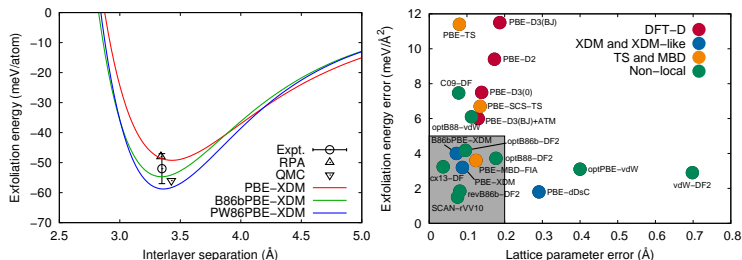 Exfoliation energy (meV/atom)
0
−10
−20
−30
−40
−50
−60
−70
Expt.
RPA
QMC
PBE−XDM
B86bPBE−XDM
PW86PBE−XDM
2.5 3.0 3.5 4.0 4.5 5.0
Interlayer separation (Å)
Exfoliation energy error (meV/Å²)
12
10
8
6
4
2
0
DFT−D
XDM and XDM−like
TS and MBD
Non−local
PBE−D3(BJ)
PBE−TS
PBE−D2
C09−DF
PBE−D3(0)
PBE−SCS−TS
PBE−D3(BJ)+ATM
optB88−vdW
B86bPBE−XDM
optB86b−DF2
optB88−DF2
PBE−MBD−FIA
optPBE−vdW
cx13−DF
PBE−XDM
vdW−DF2
revB86b−DF2
PBE−dDsC
SCAN−rVV10
0 0.1 0.2 0.3 0.4 0.5 0.6 0.7 0.8
Lattice parameter error (Å)